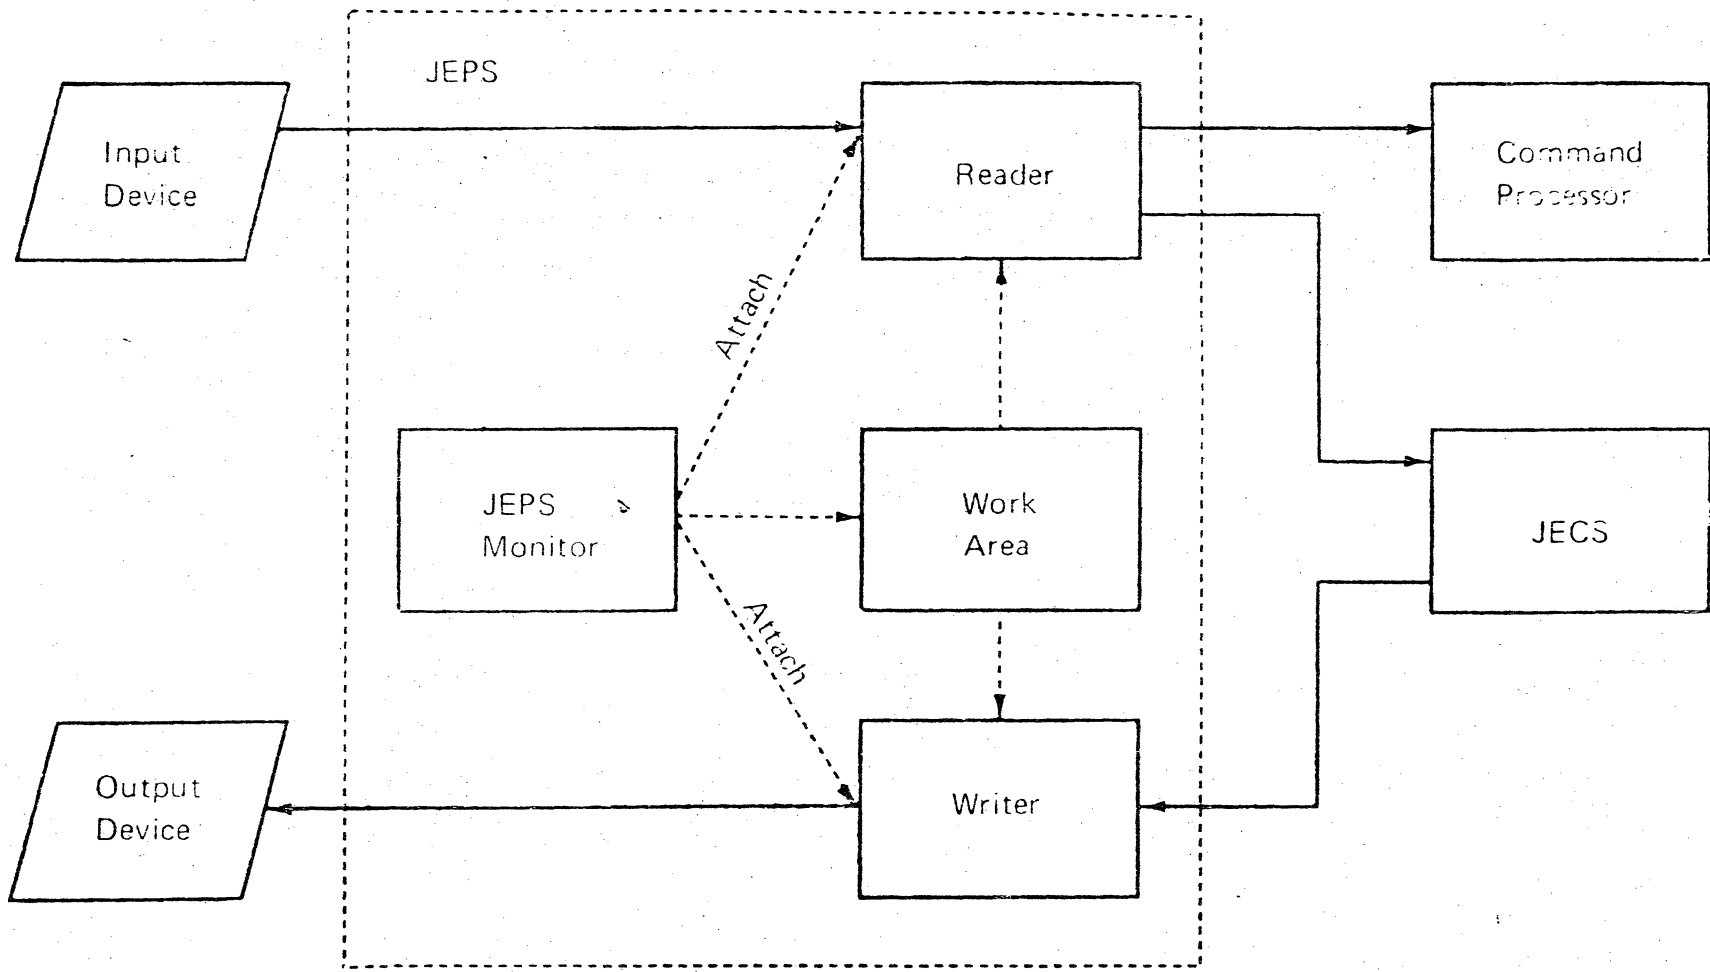 JEPS
Input
Device
Reader
Command
Processor
Attach
JEPS
Monitor
Work
Area
JECS
Attach
Output
Device
Writer